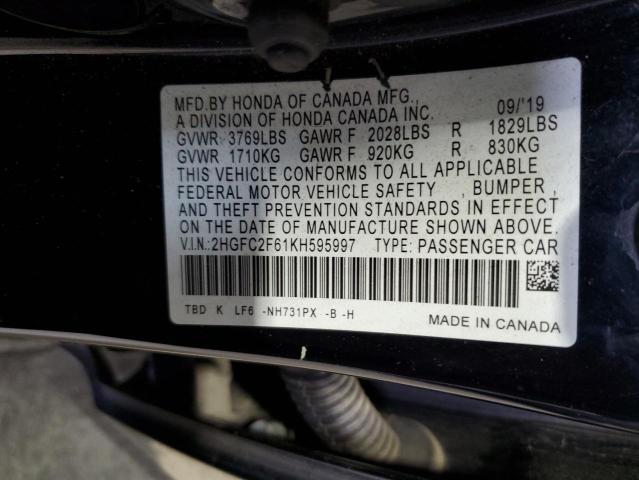 MFD.BY HONDA OF CANADA MFG., 09/'19
A DIVISION OF HONDA CANADA INC.
GVWR 3769LBS GAWR F 2028LBS R 1829LBS
GVWR 1710KG GAWR F 920KG R 830KG
THIS VEHICLE CONFORMS TO ALL APPLICABLE
FEDERAL MOTOR VEHICLE SAFETY , BUMPER ,
AND THEFT PREVENTION STANDARDS IN EFFECT
ON THE DATE OF MANUFACTURE SHOWN ABOVE.
V.I.N.:2HGFC2F61KH595997 TYPE: PASSENGER CAR
TBD K LF6 -NH731PX -B -H
MADE IN CANADA